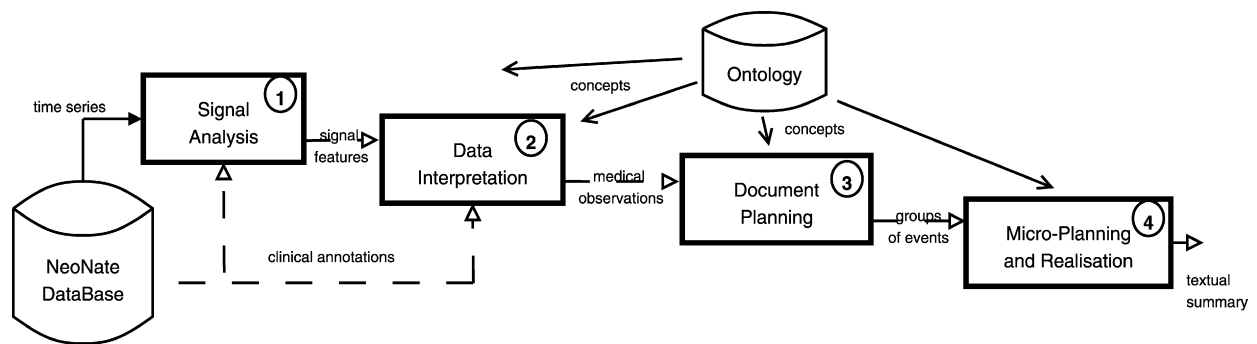 time series
Signal
Analysis
1
signal
features
Data
Interpretation
2
concepts
Ontology
concepts
medical
observations
Document
Planning
3
groups
of events
Micro-Planning
and Realisation
4
textual
summary
NeoNate
DataBase
clinical annotations